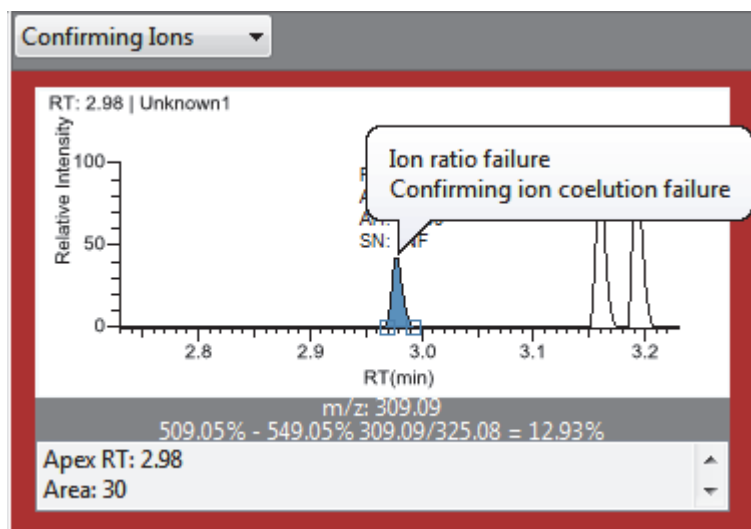 Confirming Ions
RT: 2.98 | Unknown1
Relative Intensity
100
50
0
Ion ratio failure
Confirming ion coelution failure
SN:
2.8 2.9 3.0 3.1 3.2
RT(min)
m/z: 309.09
509.05% - 549.05% 309.09/325.08 = 12.93%
Apex RT: 2.98
Area: 30